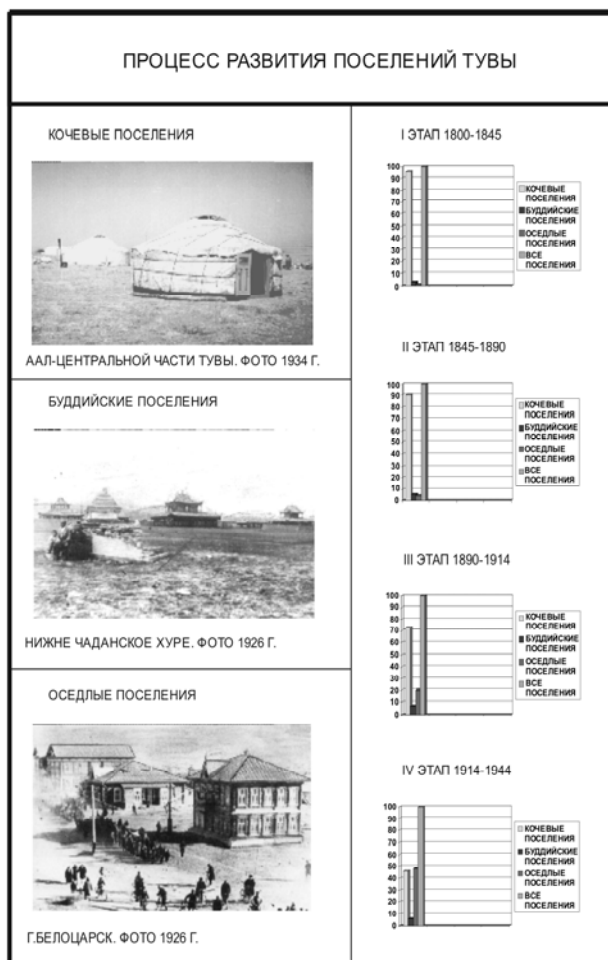 ПРОЦЕСС РАЗВИТИЯ ПОСЕЛЕНИЙ ТУВЫ
КОЧЕВЫЕ ПОСЕЛЕНИЯ
ААЛ-ЦЕНТРАЛЬНОЙ ЧАСТИ ТУВЫ. ФОТО 1934 Г.
БУДДИЙСКИЕ ПОСЕЛЕНИЯ
НИЖНЕ ЧАДАНСКОЕ ХУРЕ. ФОТО 1926 Г.
ОСЕДЛЫЕ ПОСЕЛЕНИЯ
Г.БЕЛОЦАРСК. ФОТО 1926 Г.
I ЭТАП 1800-1845
100
90
80
70
60
50
40
30
20
10
0
КОЧЕВЫЕ
ПОСЕЛЕНИЯ
БУДДИЙСКИЕ
ПОСЕЛЕНИЯ
ОСЕДЛЫЕ
ПОСЕЛЕНИЯ
ВСЕ
ПОСЕЛЕНИЯ
II ЭТАП 1845-1890
100
90
80
70
60
50
40
30
20
10
0
КОЧЕВЫЕ
ПОСЕЛЕНИЯ
БУДДИЙСКИЕ
ПОСЕЛЕНИЯ
ОСЕДЛЫЕ
ПОСЕЛЕНИЯ
ВСЕ
ПОСЕЛЕНИЯ
III ЭТАП 1890-1914
100
90
80
70
60
50
40
30
20
10
0
КОЧЕВЫЕ
ПОСЕЛЕНИЯ
БУДДИЙСКИЕ
ПОСЕЛЕНИЯ
ОСЕДЛЫЕ
ПОСЕЛЕНИЯ
ВСЕ
ПОСЕЛЕНИЯ
IV ЭТАП 1914-1944
100
90
80
70
60
50
40
30
20
10
0
КОЧЕВЫЕ
ПОСЕЛЕНИЯ
БУДДИЙСКИЕ
ПОСЕЛЕНИЯ
ОСЕДЛЫЕ
ПОСЕЛЕНИЯ
ВСЕ
ПОСЕЛЕНИЯ